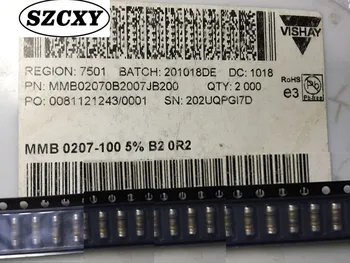 SZCXY
VISHAY
REGION: 7501 BATCH: 201018DE DC: 1018
PN: MMB02070B2007JB200 QTY: 2 000
PO: 0081121243/0001 SN: 202UQPGI7D
RoHS
e3
MMB 0207-100 5% B2 0R2